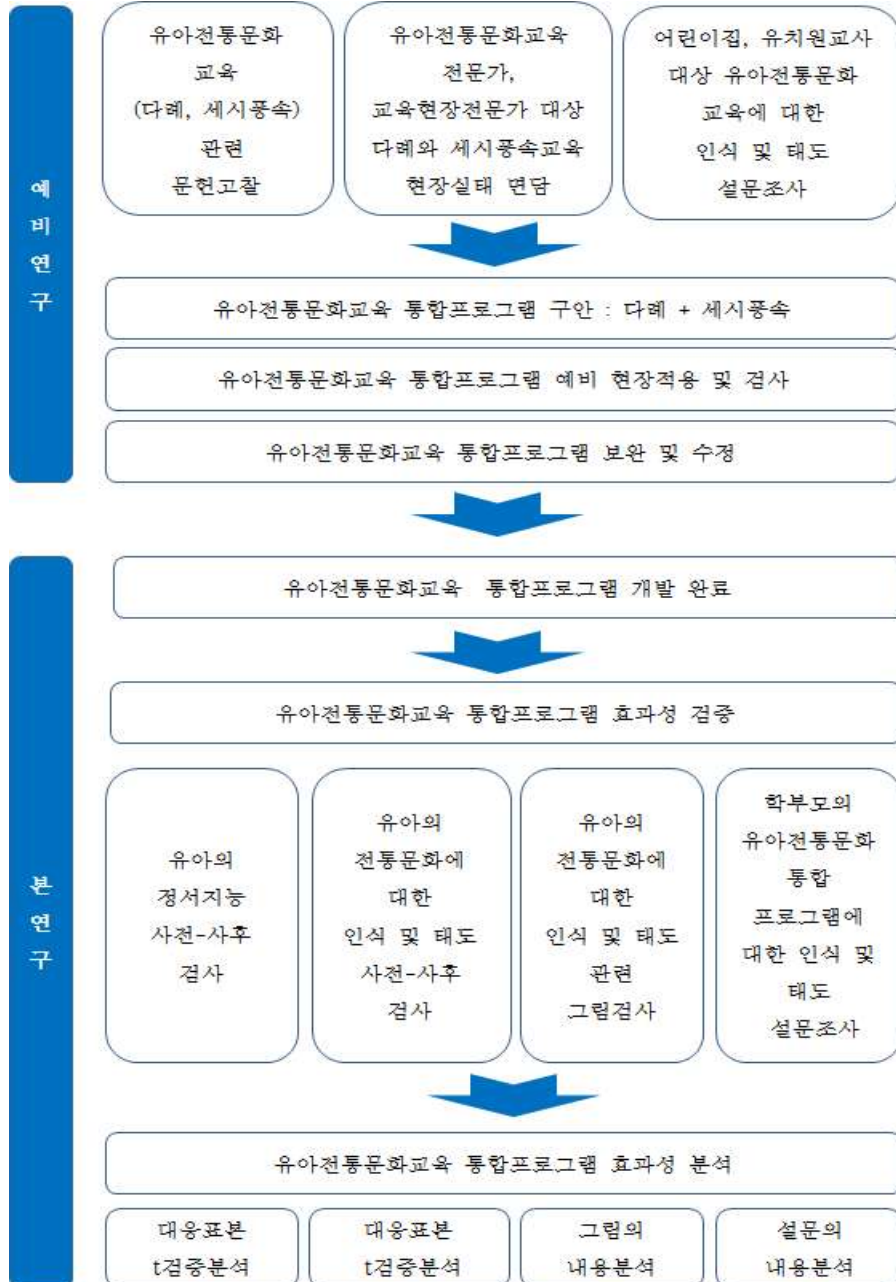 예
비
연
구
유아전통문화
교육
(다례, 세시풍속)
관련
문헌고찰
유아전통문화교육
전문가,
교육현장전문가 대상
다례와 세시풍속교육
현장실태 면담
어린이집, 유치원교사
대상 유아전통문화
교육에 대한
인식 및 태도
설문조사
유아전통문화교육 통합프로그램 구안 : 다례 + 세시풍속
유아전통문화교육 통합프로그램 예비 현장적용 및 검사
유아전통문화교육 통합프로그램 보완 및 수정
본
연
구
유아전통문화교육 통합프로그램 개발 완료
유아전통문화교육 통합프로그램 효과성 검증
유아의
정서지능
사전-사후
검사
유아의
전통문화에
대한
인식 및 태도
사전-사후
검사
유아의
전통문화에
대한
인식 및 태도
관련
그림검사
학부모의
유아전통문화
통합
프로그램에
대한 인식 및
태도
설문조사
유아전통문화교육 통합프로그램 효과성 분석
대응표본
t검증분석
대응표본
t검증분석
그림의
내용분석
설문의
내용분석